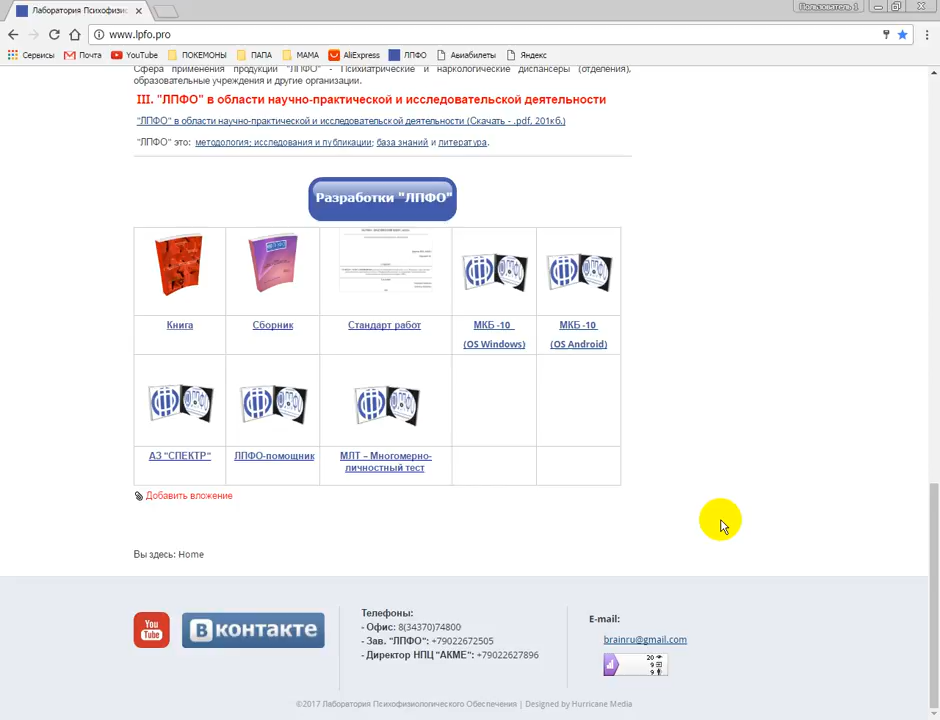 Лаборатория Психофизис
Пользователь 1
www.lpfo.pro
Сервисы
Почта
YouTube
ПОКЕМОНЫ
ПАПА
МАМА
AliExpress
ЛПФО
Авиабилеты
Яндекс
Сфера применения продукции "ЛПФО" - Психиатрические и наркологические диспансеры (отделения),
образовательные учреждения и другие организации.
III. "ЛПФО" в области научно-практической и исследовательской деятельности
"ЛПФО" в области научно-практической и исследовательской деятельности (Скачать - .pdf, 201кб.)
"ЛПФО" это: методология; исследования и публикации; база знаний и литература.
Разработки "ЛПФО"
Книга
Сборник
Стандарт работ
МКБ -10
(OS Windows)
МКБ -10
(OS Android)
АЗ "СПЕКТР"
ЛПФО-помощник
МЛТ – Многомерно-
личностный тест
Добавить вложение
Вы здесь: Home
You
Tube
В контакте
Телефоны:
- Офис: 8(34370)74800
- Зав. "ЛПФО": +79022672505
- Директор НПЦ "АКМЕ": +79022627896
E-mail:
brainru@gmail.com
20
9
9
©2017 Лаборатория Психофизиологического Обеспечения | Designed by Hurricane Media